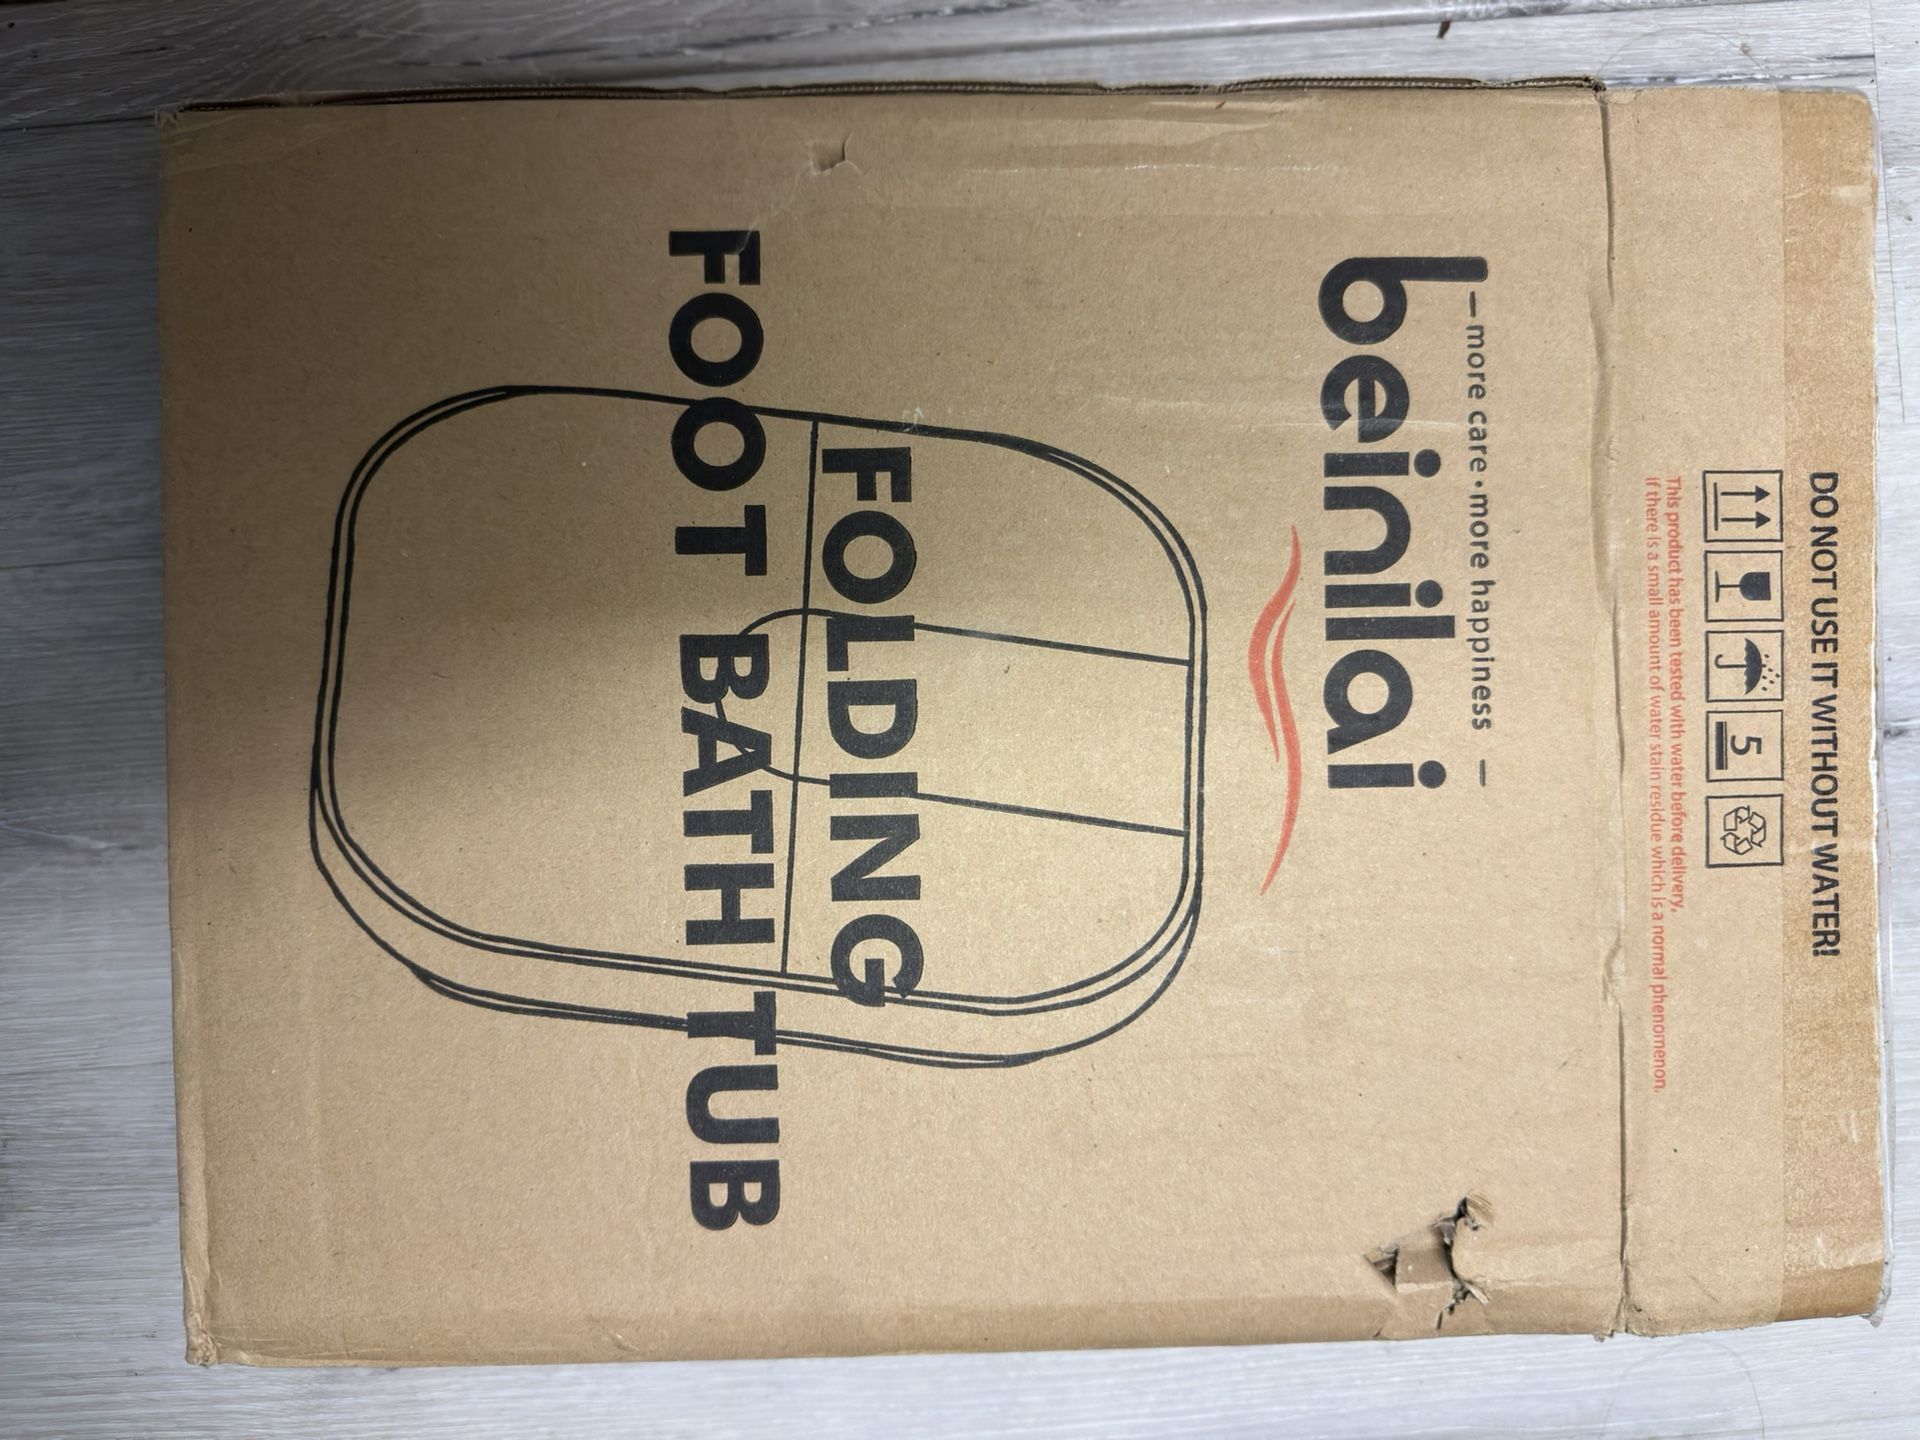 DO NOT USE IT WITHOUT WATER!
5
This product has been tested with water before delivery,
if there is a small amount of water stain residue which is a normal phenomenon.
— more care • more happiness —
beinilai
FOLDING
FOOT BATH TUB